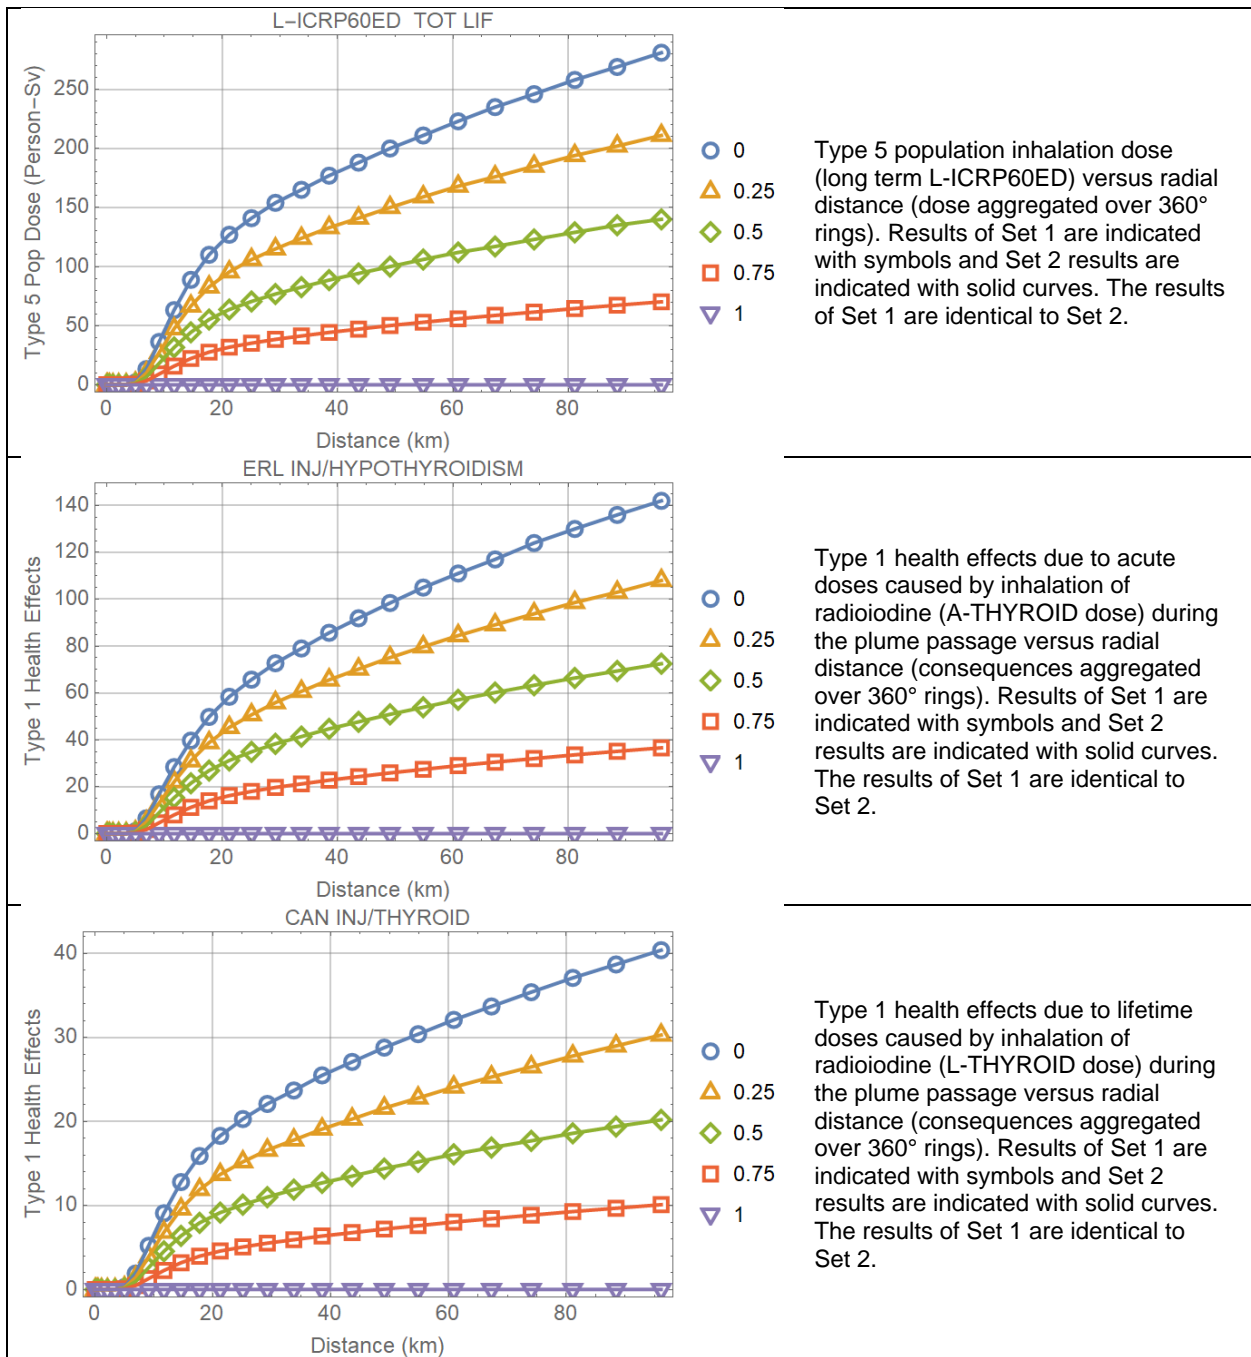 L−ICRP60ED TOT LIF
Type 5 Pop Dose (Person−Sv)
250
200
150
100
50
0
0 20 40 60 80
Distance (km)
0
0.25
0.5
0.75
1
Type 5 population inhalation dose
(long term L-ICRP60ED) versus radial
distance (dose aggregated over 360°
rings). Results of Set 1 are indicated
with symbols and Set 2 results are
indicated with solid curves. The results
of Set 1 are identical to Set 2.
ERL INJ/HYPOTHYROIDISM
Type 1 Health Effects
140
120
100
80
60
40
20
0
0 20 40 60 80
Distance (km)
0
0.25
0.5
0.75
1
Type 1 health effects due to acute
doses caused by inhalation of
radioiodine (A-THYROID dose) during
the plume passage versus radial
distance (consequences aggregated
over 360° rings). Results of Set 1 are
indicated with symbols and Set 2
results are indicated with solid curves.
The results of Set 1 are identical to
Set 2.
CAN INJ/THYROID
Type 1 Health Effects
40
30
20
10
0
0 20 40 60 80
Distance (km)
0
0.25
0.5
0.75
1
Type 1 health effects due to lifetime
doses caused by inhalation of
radioiodine (L-THYROID dose) during
the plume passage versus radial
distance (consequences aggregated
over 360° rings). Results of Set 1 are
indicated with symbols and Set 2
results are indicated with solid curves.
The results of Set 1 are identical to
Set 2.